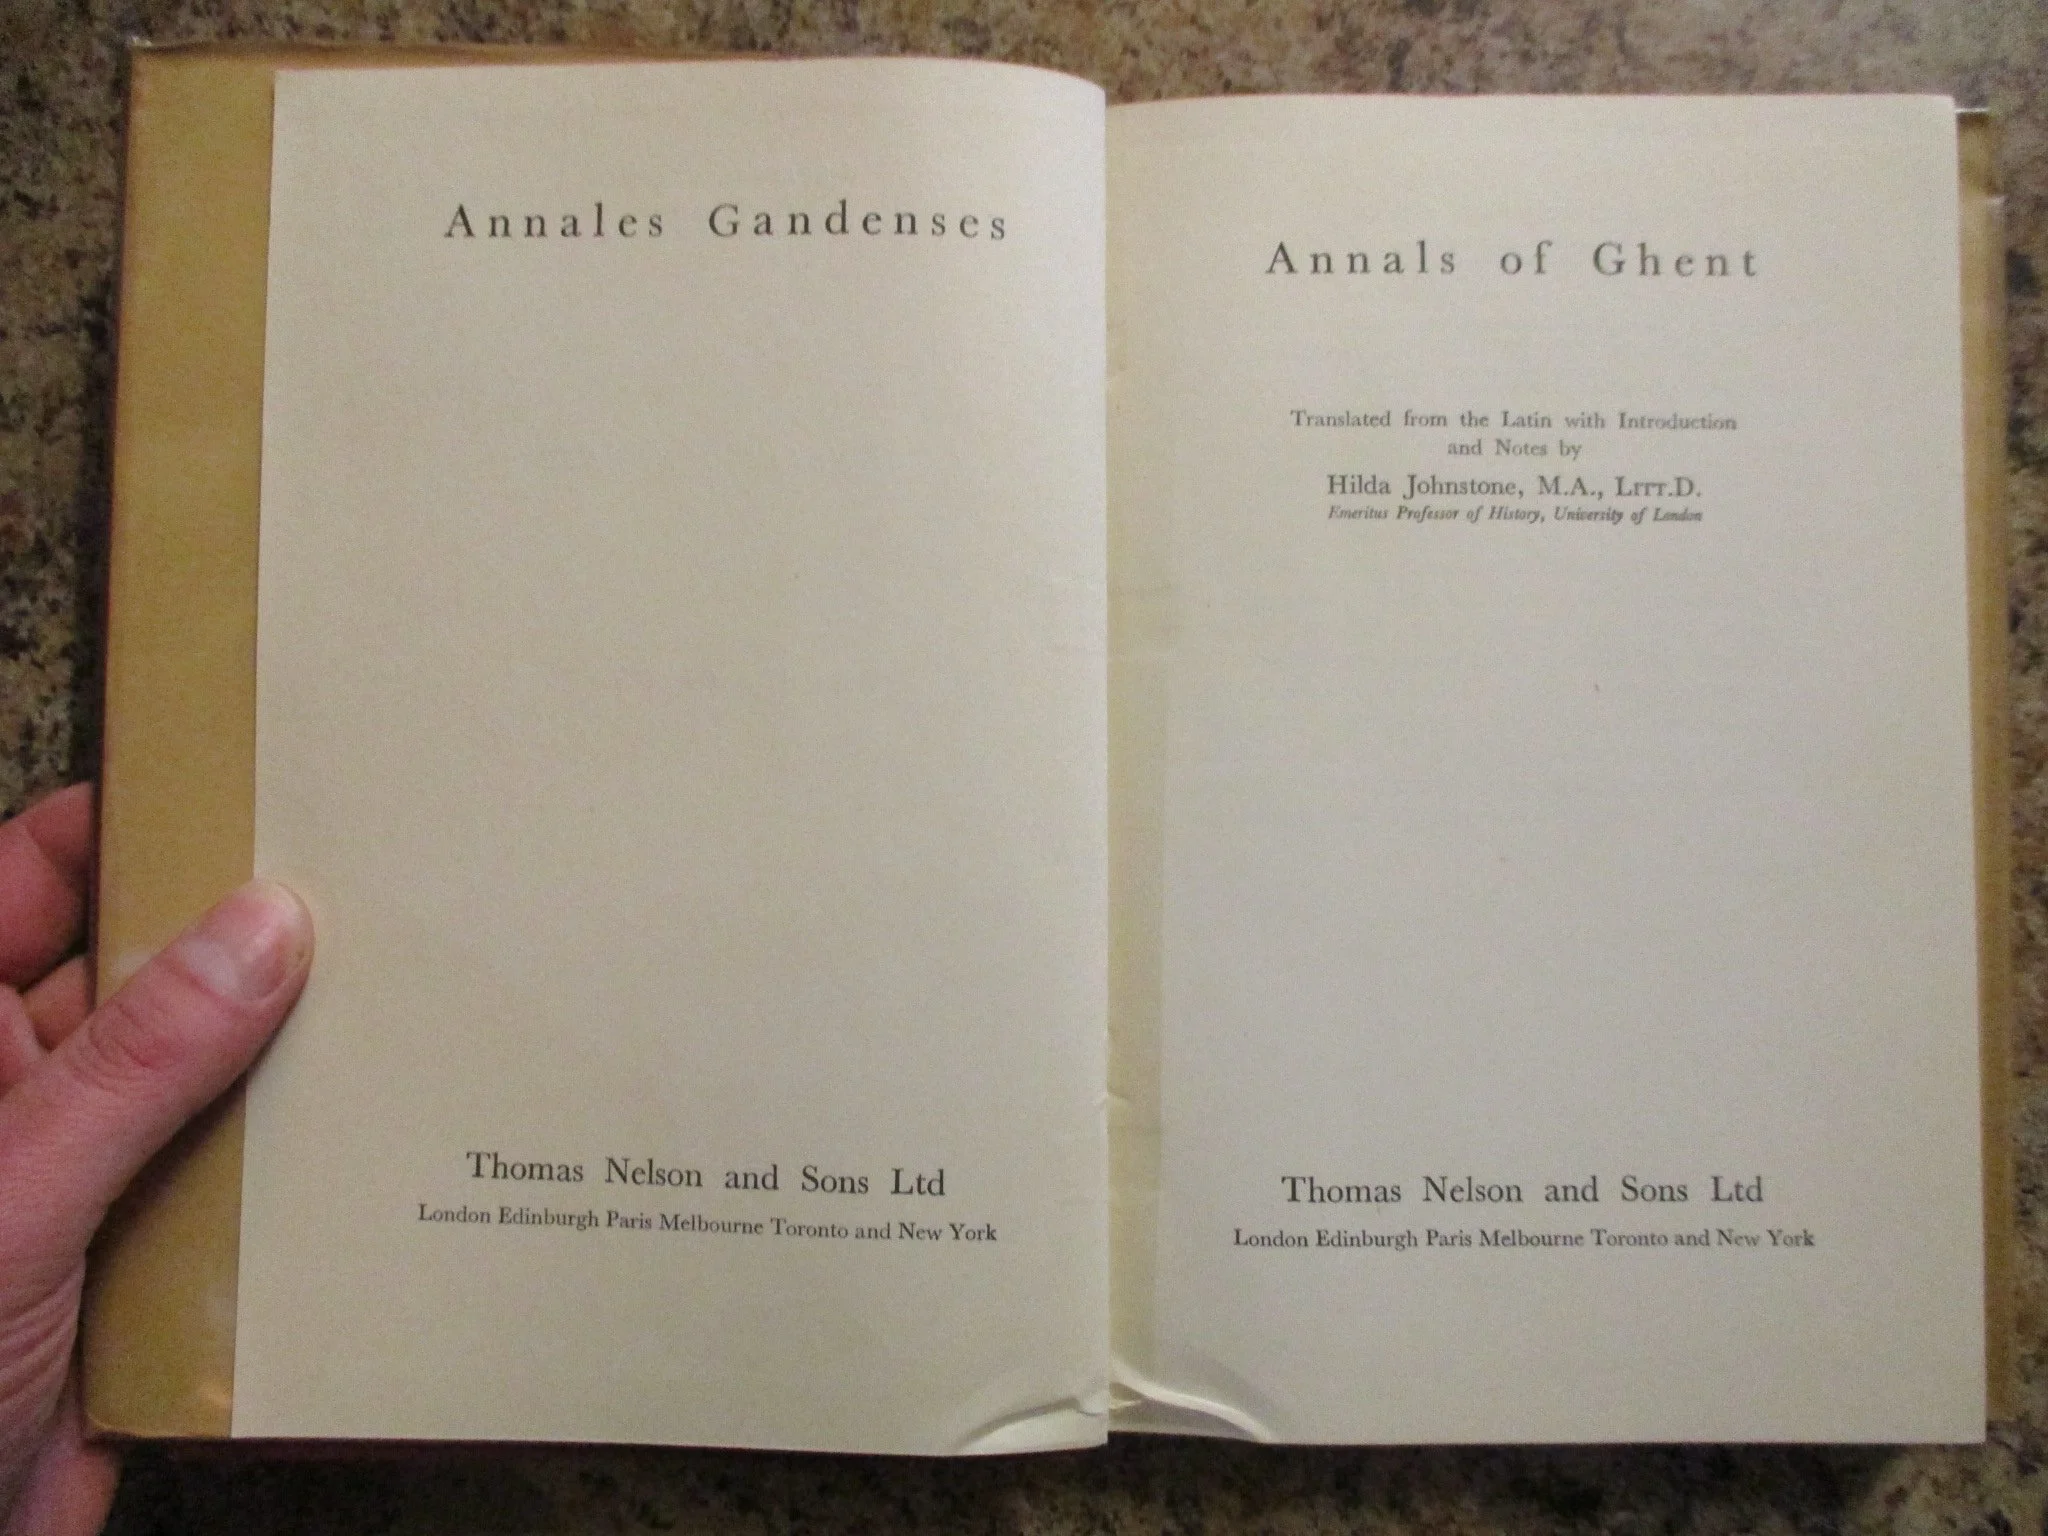 Annales Gandenses
Thomas Nelson and Sons Ltd
London Edinburgh Paris Melbourne Toronto and New York
Annals of Ghent
Translated from the Latin with Introduction
and Notes by
Hilda Johnstone, M.A., Litt.D.
Emeritus Professor of History, University of London
Thomas Nelson and Sons Ltd
London Edinburgh Paris Melbourne Toronto and New York